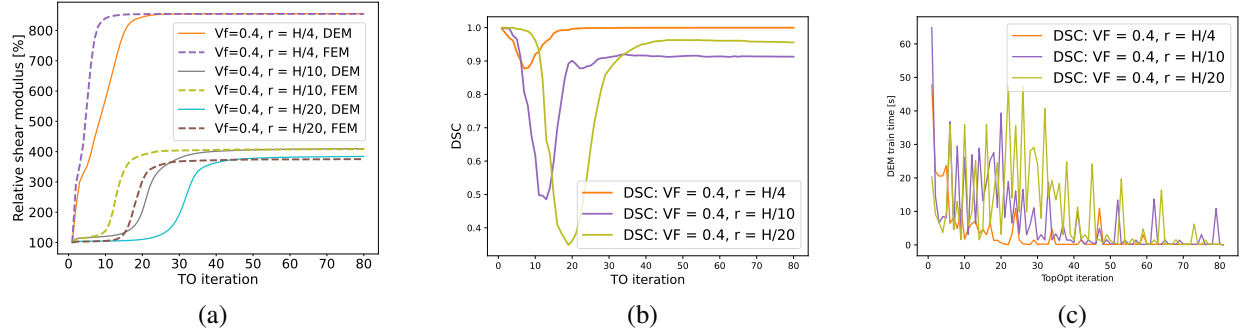 Relative shear modulus [%]
800
700
600
500
400
300
200
100
0
10
20
30
40
50
60
70
80
TO iteration
Vf=0.4, r = H/4, DEM
Vf=0.4, r = H/4, FEM
Vf=0.4, r = H/10, DEM
Vf=0.4, r = H/10, FEM
Vf=0.4, r = H/20, DEM
Vf=0.4, r = H/20, FEM
(a)
DSC
1.0
0.9
0.8
0.7
0.6
0.5
0.4
0
10
20
30
40
50
60
70
80
TO iteration
DSC: VF = 0.4, r = H/4
DSC: VF = 0.4, r = H/10
DSC: VF = 0.4, r = H/20
(b)
DEM train time [s]
60
50
40
30
20
10
0
0
10
20
30
40
50
60
70
80
TopOpt iteration
DSC: VF = 0.4, r = H/4
DSC: VF = 0.4, r = H/10
DSC: VF = 0.4, r = H/20
(c)